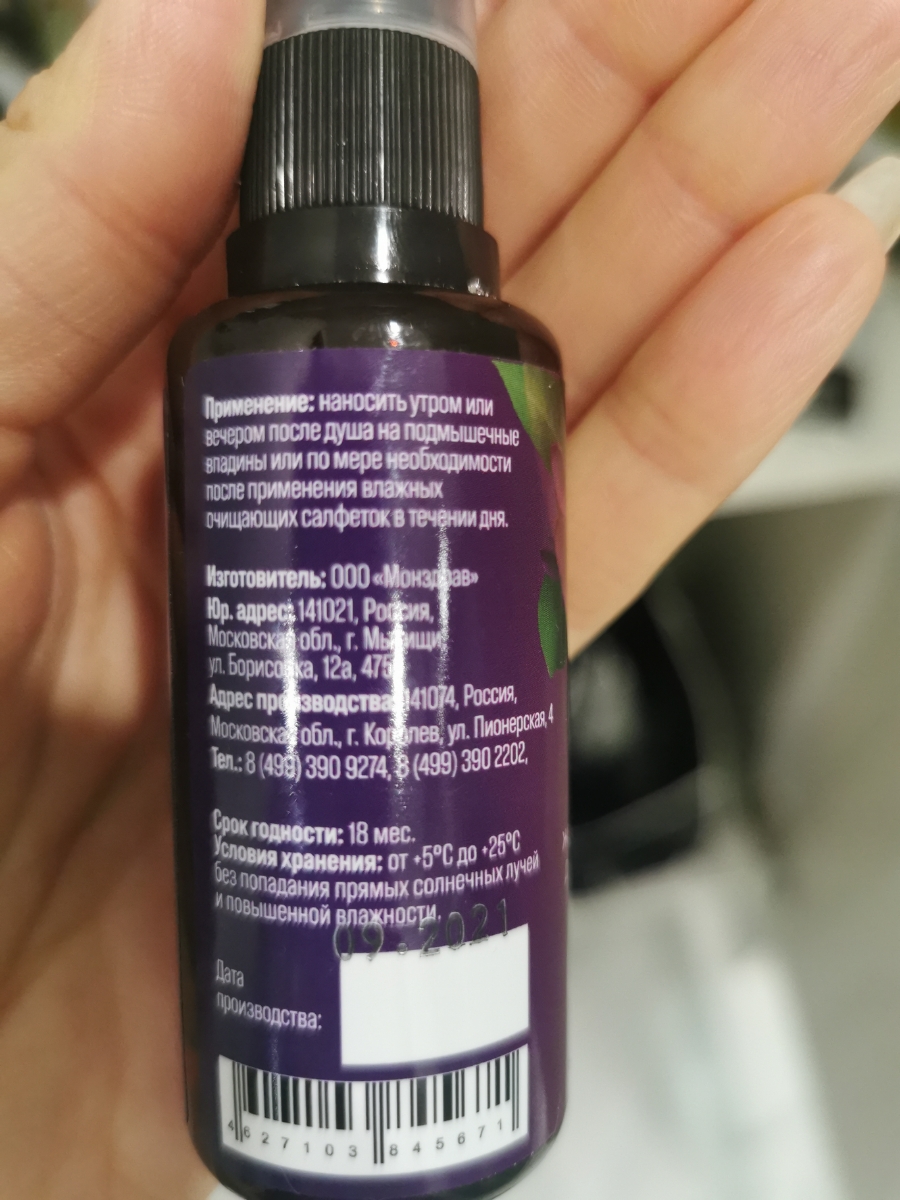 Применение: наносить утром или
вечером после душа на подмышечные
впадины или по мере необходимости
после применения влажных
очищающих салфеток в течении дня.
Изготовитель: ООО «Монздрав»
Юр. адрес: 141021, Россия,
Московская обл., г. Мытищи,
ул. Борисовка, 12а, 475
Адрес производства: 141074, Россия,
Московская обл., г. Королев, ул. Пионерская, 4
Тел.: 8 (499) 390 9274, 8 (499) 390 2202,
Срок годности: 18 мес.
Условия хранения: от +5°C до +25°C
без попадания прямых солнечных лучей
и повышенной влажности.
09.2021
Дата
производства:
4 627103 845671